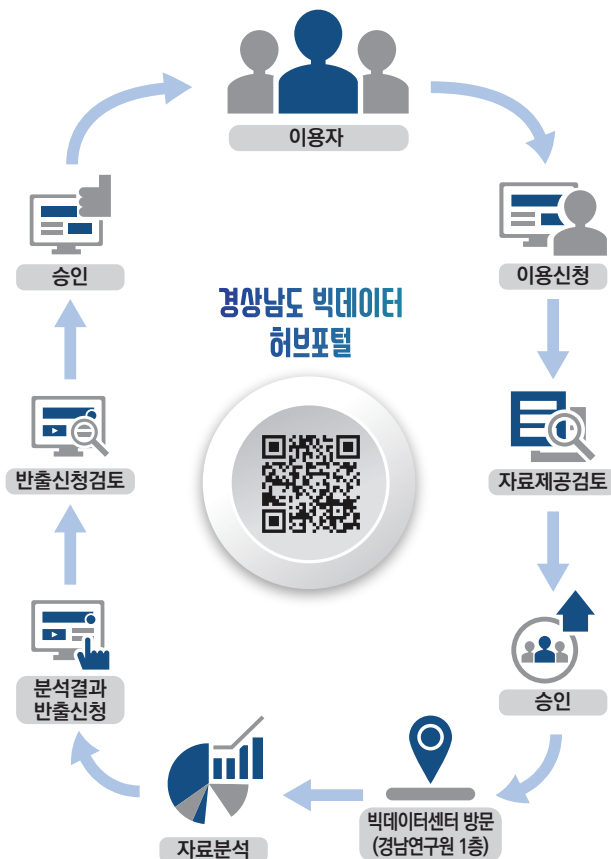 이용자
이용신청
자료제공검토
승인
빅데이터센터 방문
(경남연구원 1층)
자료분석
분석결과
반출신청
반출신청검토
승인
경상남도 빅데이터
허브포털